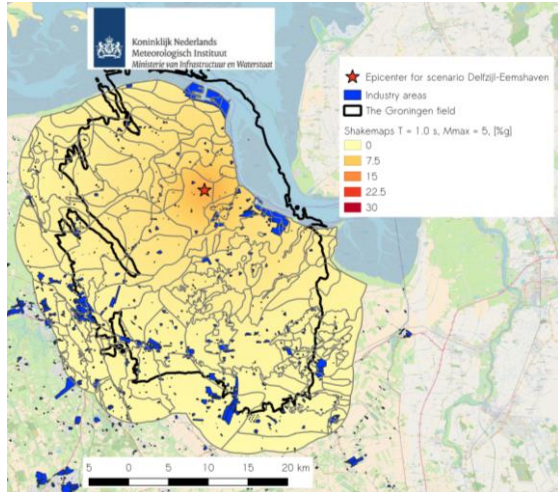 Koninklijk Nederlands
Meteorologisch Instituut
Ministerie van Infrastructuur en Waterstaat
Epicenter for scenario Delfzijl-Eemshaven
Industry areas
The Groningen field
Shakemaps T = 1.0 s, Mmax = 5, [%g]
0
7.5
15
22.5
30
5 0 5 10 15 20 km